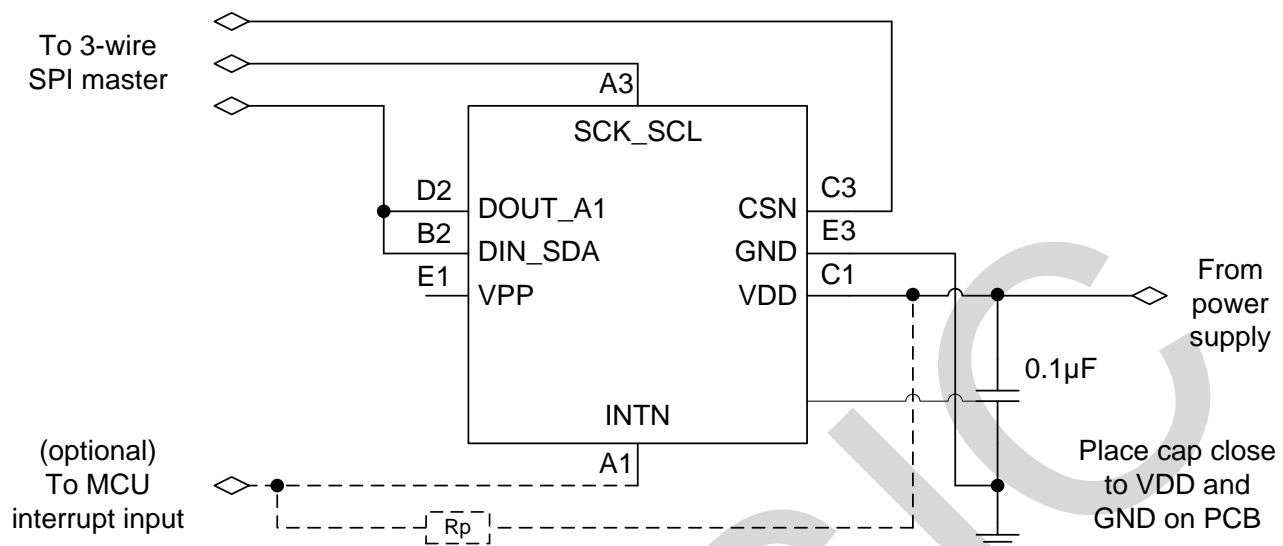 To 3-wire
SPI master
A3
SCK_SCL
D2
DOUT_A1
CSN
C3
B2
DIN_SDA
GND
E3
E1
VPP
VDD
C1
From
power
supply
0.1µF
INTN
A1
(optional)
To MCU
interrupt input
Rp
Place cap close
to VDD and
GND on PCB